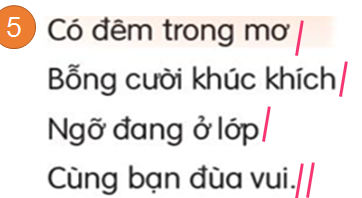 5 Có đêm trong mơ /
Bỗng cười khúc khích /
Ngỡ đang ở lớp /
Cùng bạn đùa vui. //